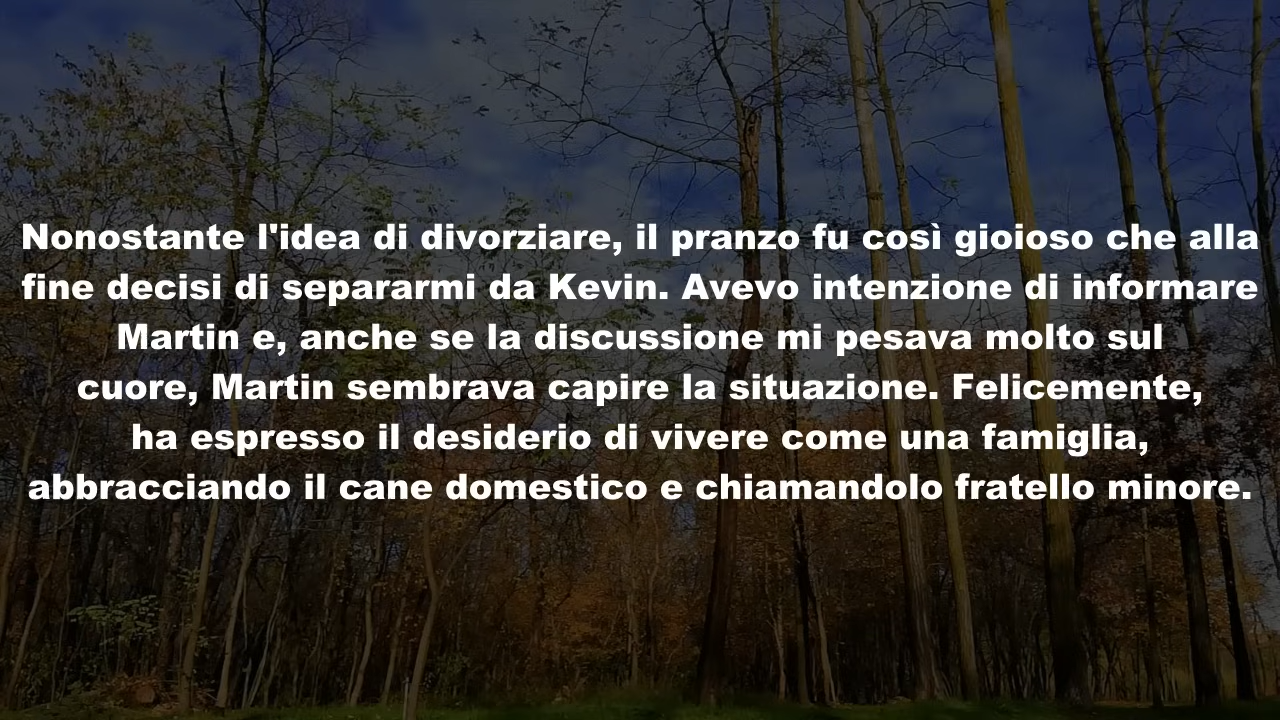 Nonostante l'idea di divorziare, il pranzo fu così gioioso che alla
fine decisi di separarmi da Kevin. Avevo intenzione di informare
Martin e, anche se la discussione mi pesava molto sul
cuore, Martin sembrava capire la situazione. Felicemente,
ha espresso il desiderio di vivere come una famiglia,
abbracciando il cane domestico e chiamandolo fratello minore.